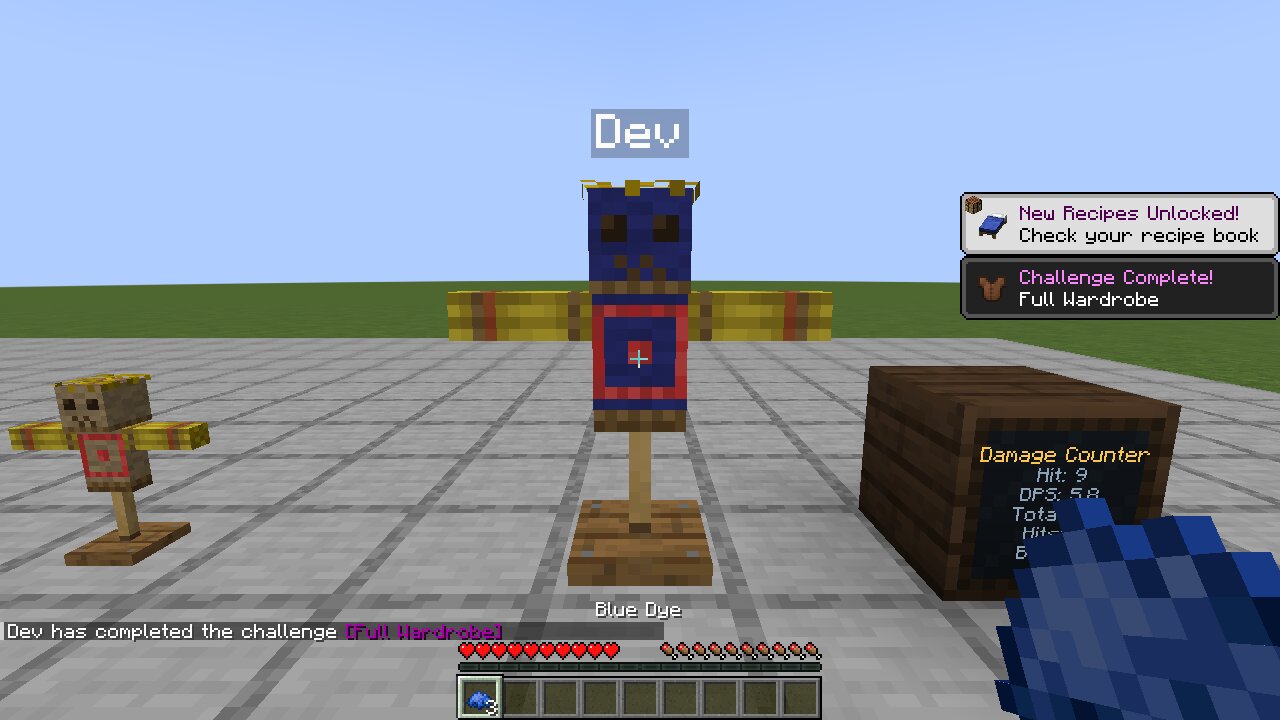 Dev
New Recipes Unlocked!
Check your recipe book
Challenge Complete!
Full Wardrobe
Damage Counter
Hit: 9
DPS: 5.8
Blue Dye
Dev has completed the challenge [Full Wardrobe]